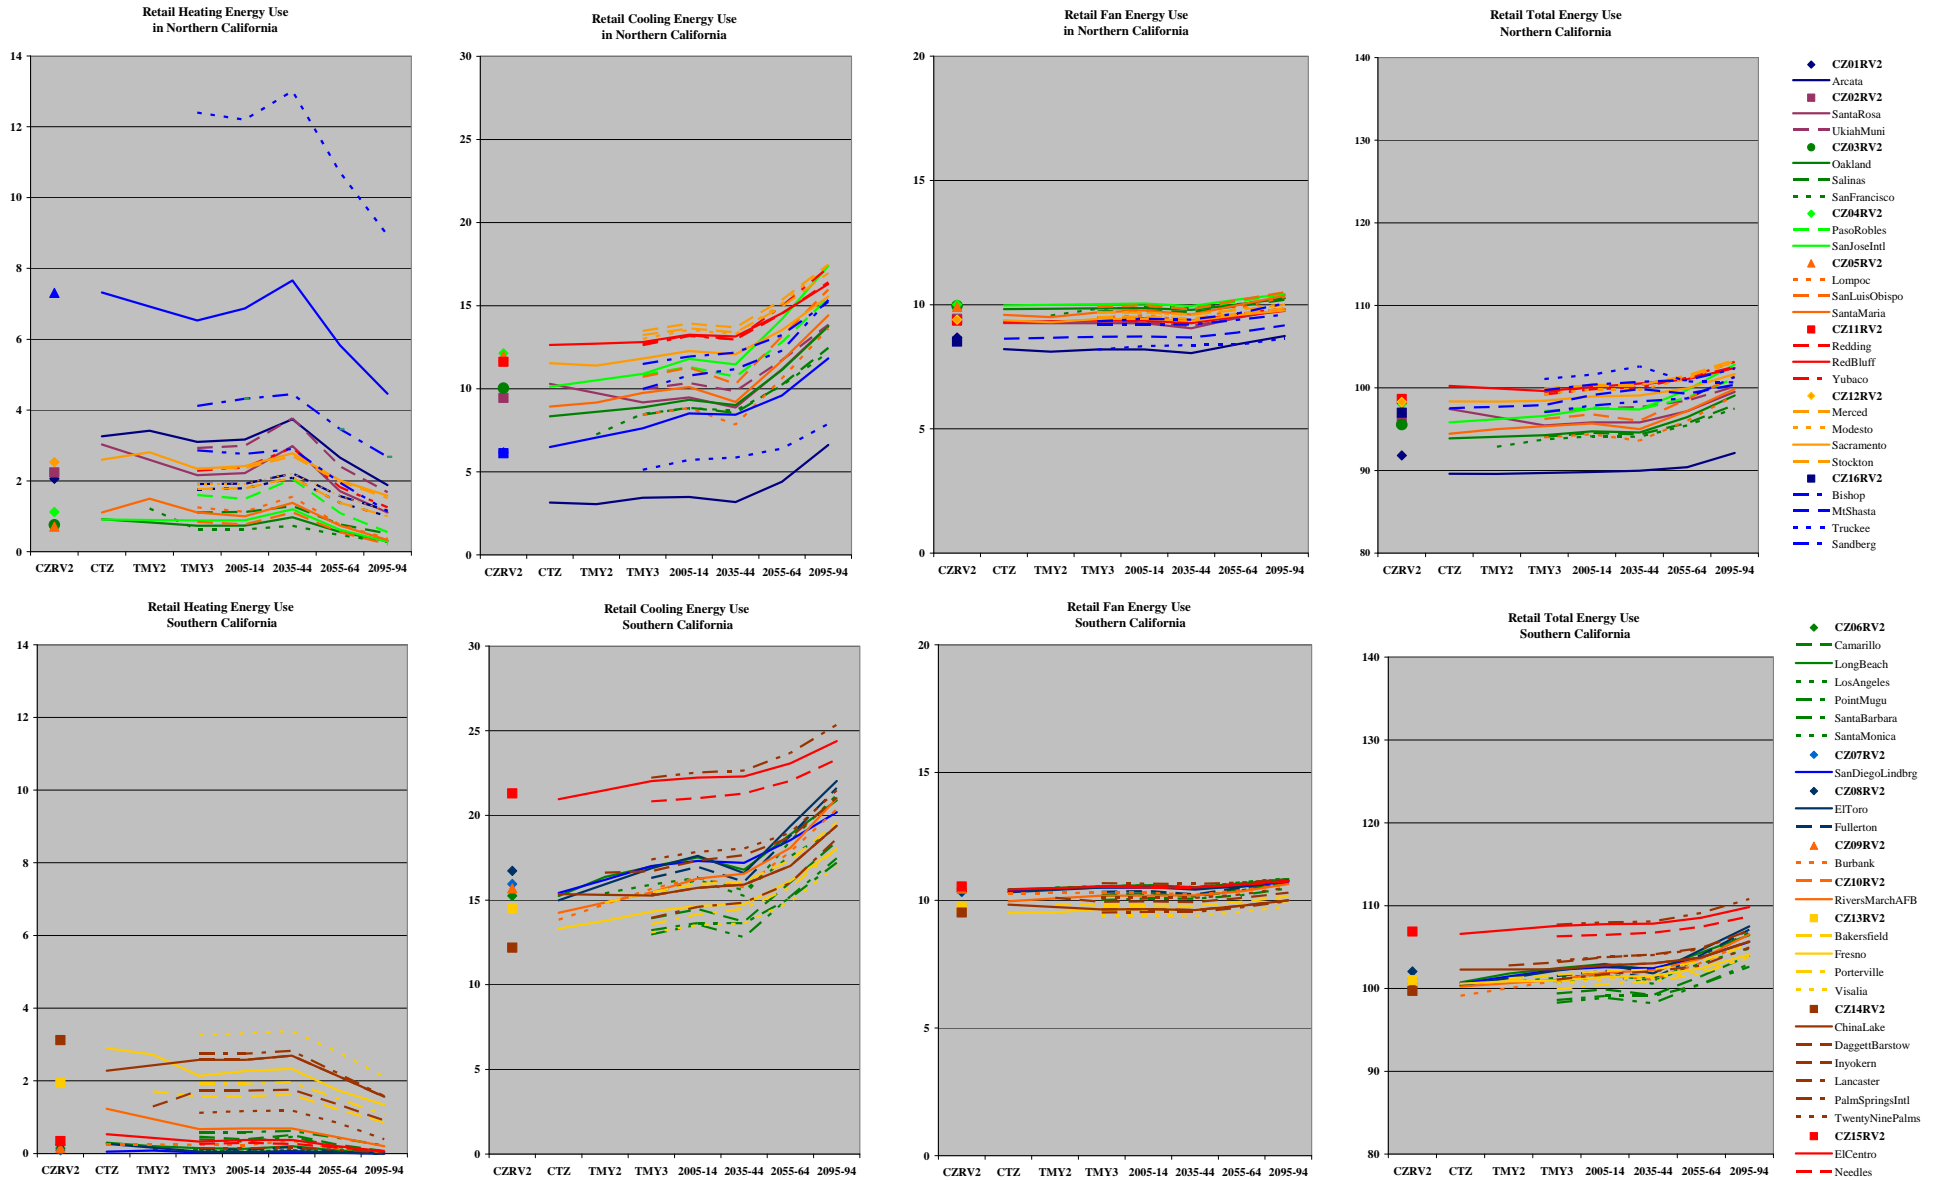 Retail Heating Energy Use
in Northern California
14
12
10
8
6
4
2
0
CZRV2 CTZ TMY2 TMY3 2005-14 2035-44 2055-64 2095-94
Retail Cooling Energy Use
in Northern California
30
25
20
15
10
5
0
CZRV2 CTZ TMY2 TMY3 2005-14 2035-44 2055-64 2095-94
Retail Fan Energy Use
in Northern California
20
15
10
5
0
CZRV2 CTZ TMY2 TMY3 2005-14 2035-44 2055-64 2095-94
Retail Total Energy Use
Northern California
140
130
120
110
100
90
80
CZRV2 CTZ TMY2 TMY3 2005-14 2035-44 2055-64 2095-94
CZ01RV2
Arcata
CZ02RV2
SantaRosa
UkiahMuni
CZ03RV2
Oakland
Salinas
SanFrancisco
CZ04RV2
PasoRobles
SanJoseIntl
CZ05RV2
Lompoc
SanLuisObispo
SantaMaria
CZ11RV2
Redding
RedBluff
Yubaco
CZ12RV2
Merced
Modesto
Sacramento
Stockton
CZ16RV2
Bishop
MtShasta
Truckee
Sandberg
Retail Heating Energy Use
Southern California
14
12
10
8
6
4
2
0
CZRV2 CTZ TMY2 TMY3 2005-14 2035-44 2055-64 2095-94
Retail Cooling Energy Use
Southern California
30
25
20
15
10
5
0
CZRV2 CTZ TMY2 TMY3 2005-14 2035-44 2055-64 2095-94
Retail Fan Energy Use
Southern California
20
15
10
5
0
CZRV2 CTZ TMY2 TMY3 2005-14 2035-44 2055-64 2095-94
Retail Total Energy Use
Southern California
140
130
120
110
100
90
80
CZRV2 CTZ TMY2 TMY3 2005-14 2035-44 2055-64 2095-94
CZ06RV2
Camarillo
LongBeach
LosAngeles
PointMugu
SantaBarbara
SantaMonica
CZ07RV2
SanDiegoLindbrg
CZ08RV2
ElToro
Fullerton
CZ09RV2
Burbank
CZ10RV2
RiversMarchAFB
CZ13RV2
Bakersfield
Fresno
Porterville
Visalia
CZ14RV2
ChinaLake
DaggettBarstow
Inyokern
Lancaster
PalmSpringsIntl
TwentyNinePalms
CZ15RV2
ElCentro
Needles